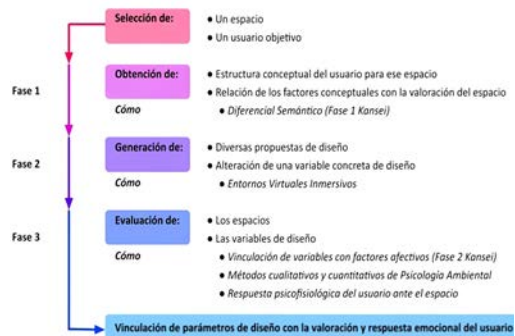 Selección de:
● Un espacio
● Un usuario objetivo
Fase 1
Obtención de:
● Estructura conceptual del usuario para ese espacio
● Relación de los factores conceptuales con la valoración del espacio
Cómo
● Diferencial Semántico (Fase 1 Kansei)
Fase 2
Generación de:
● Diversas propuestas de diseño
● Alteración de una variable concreta de diseño
Cómo
● Entornos Virtuales Inmersivos
Fase 3
Evaluación de:
● Los espacios
● Las variables de diseño
Cómo
● Vinculación de variables con factores afectivos (Fase 2 Kansei)
● Métodos cualitativos y cuantitativos de Psicología Ambiental
● Respuesta psicofisiológica del usuario ante el espacio
Vinculación de parámetros de diseño con la valoración y respuesta emocional del usuario